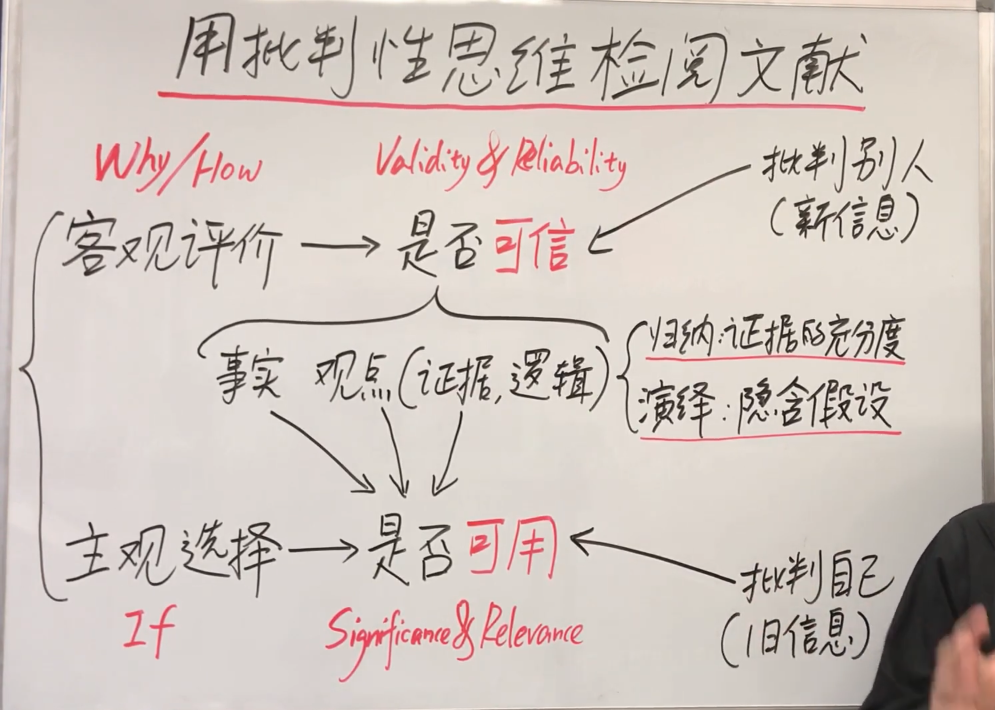 用批判性思维检阅文献
Why/How
Validity & Reliability
批判别人
(新信息)
客观评价 → 是否可信
事实 观点(证据,逻辑)
归纳:证据的充分度
演绎:隐含假设
主观选择 → 是否可用
批判自己
(旧信息)
If
Significance & Relevance